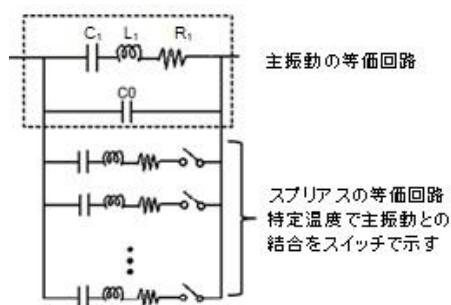 C₁ L₁ R₁
主振動の等価回路
C0
スプリアスの等価回路
特定温度で主振動との
結合をスイッチで示す